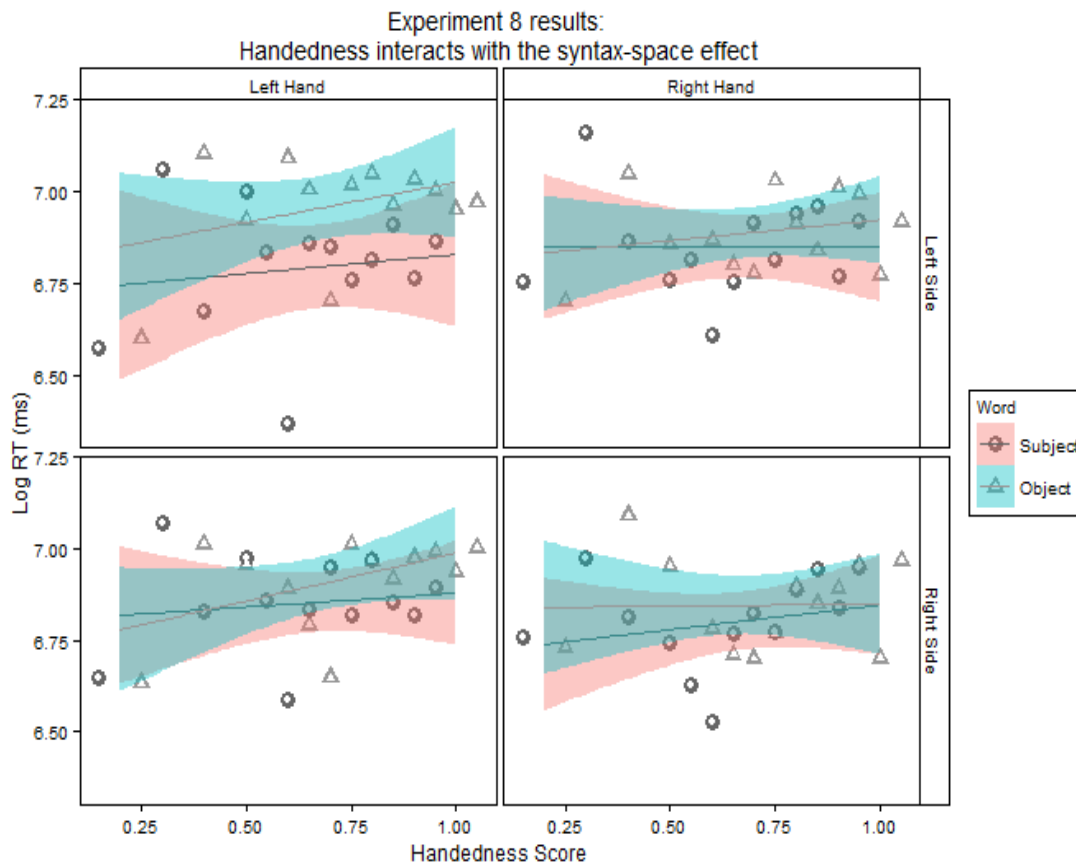 Experiment 8 results:
Handedness interacts with the syntax-space effect
Left Hand
Right Hand
7.25
7.00
6.75
6.50
Left Side
7.25
7.00
6.75
6.50
Right Side
Log RT (ms)
0.25 0.50 0.75 1.00
0.25 0.50 0.75 1.00
Handedness Score
Word
Subject
Object